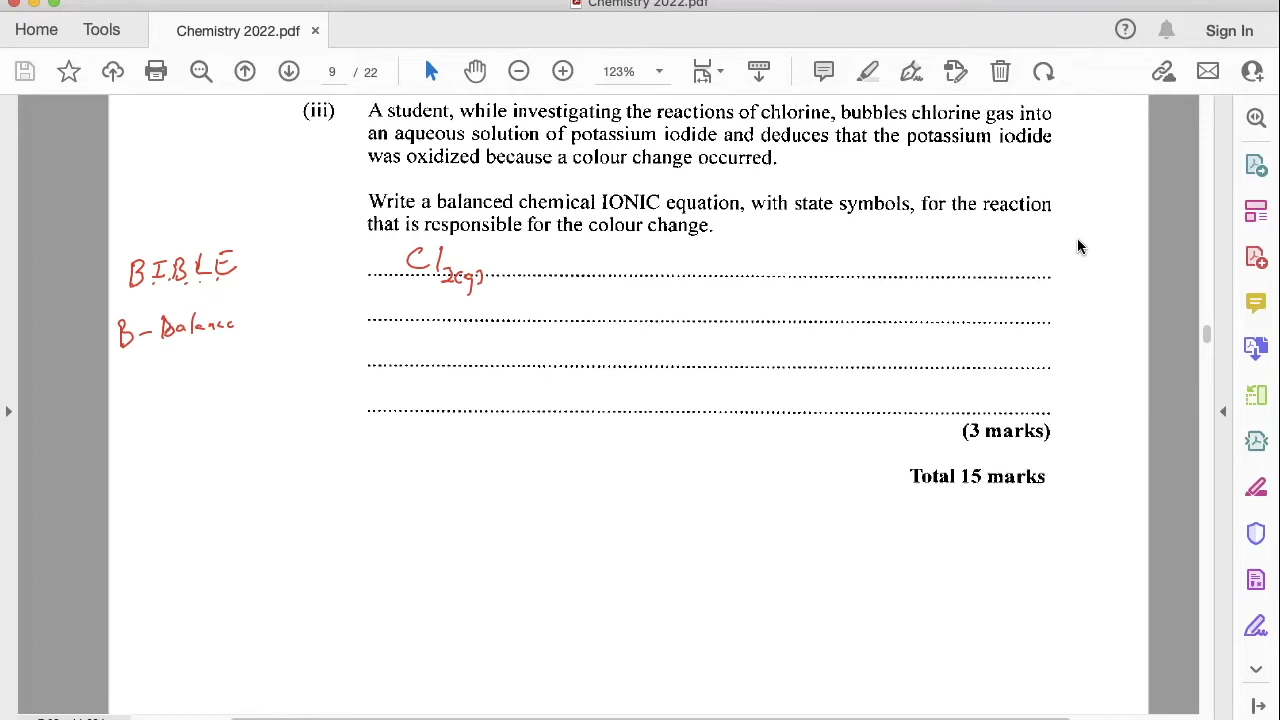 Chemistry 2022.pdf
Home Tools Chemistry 2022.pdf × Sign In
9 / 22 123%
(iii) A student, while investigating the reactions of chlorine, bubbles chlorine gas into
an aqueous solution of potassium iodide and deduces that the potassium iodide
was oxidized because a colour change occurred.
Write a balanced chemical IONIC equation, with state symbols, for the reaction
that is responsible for the colour change.
B.I.B.L.E Cl2(g)
B - Balance
(3 marks)
Total 15 marks